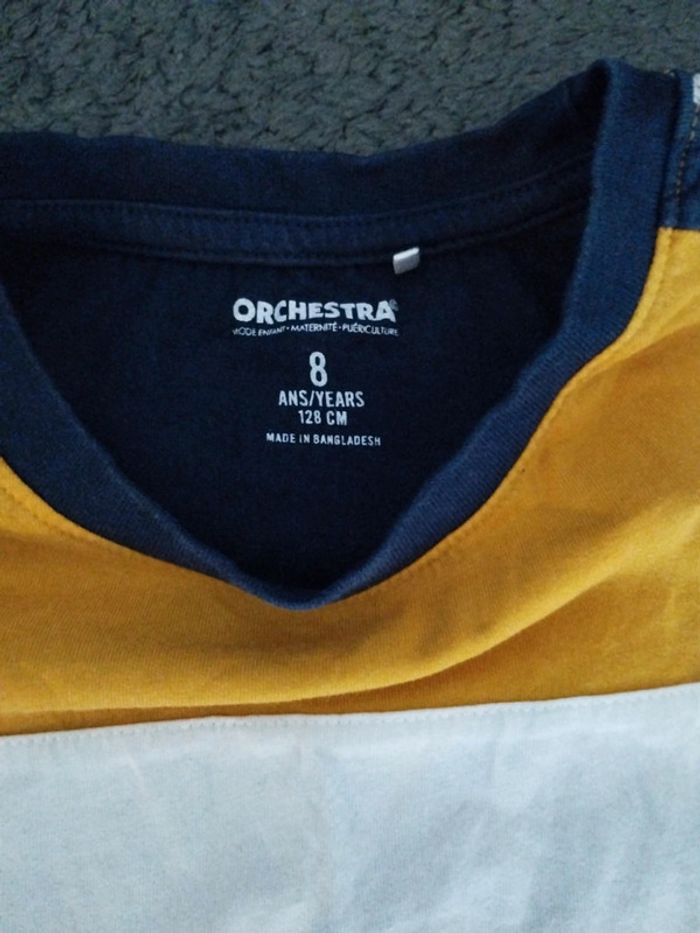 ORCHESTRA®
MODE ENFANT • MATERNITÉ • PUÉRICULTURE
8
ANS/YEARS
128 CM
MADE IN BANGLADESH